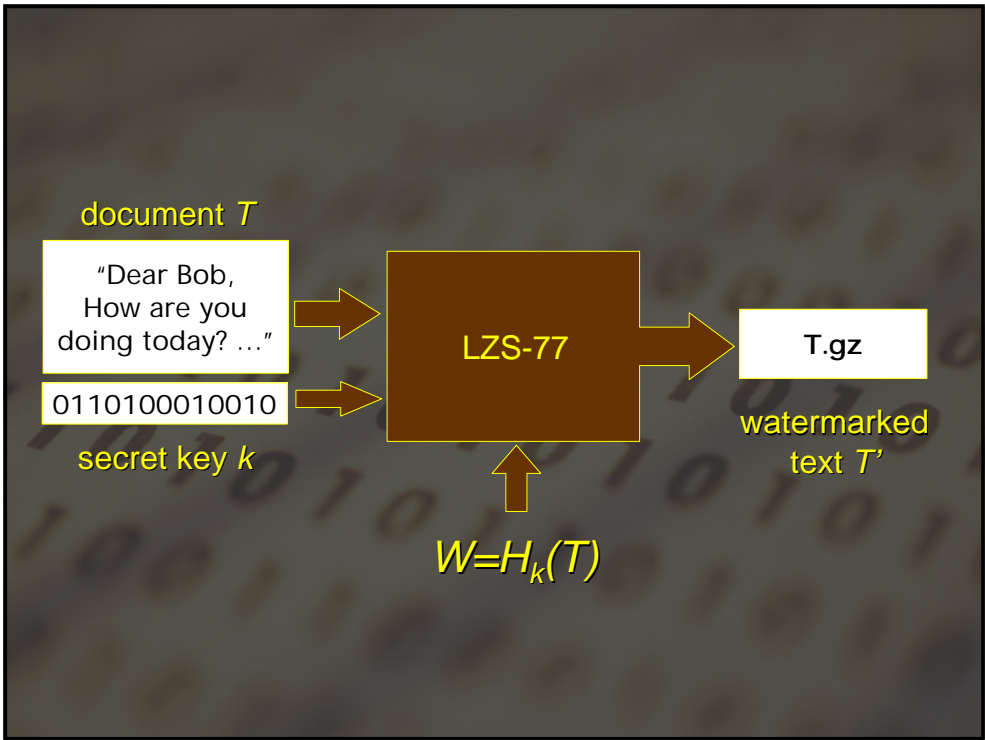 document T
“Dear Bob,
How are you
doing today? …”
0110100010010
secret key k
LZS-77
W=Hk(T)
T.gz
watermarked
text T’